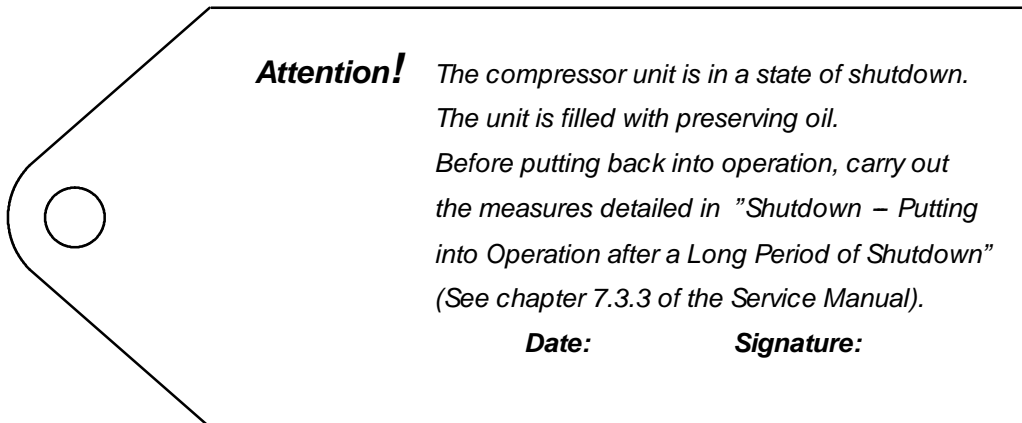 Attention! The compressor unit is in a state of shutdown.
The unit is filled with preserving oil.
Before putting back into operation, carry out
the measures detailed in ”Shutdown – Putting
into Operation after a Long Period of Shutdown”
(See chapter 7.3.3 of the Service Manual).
Date: Signature: